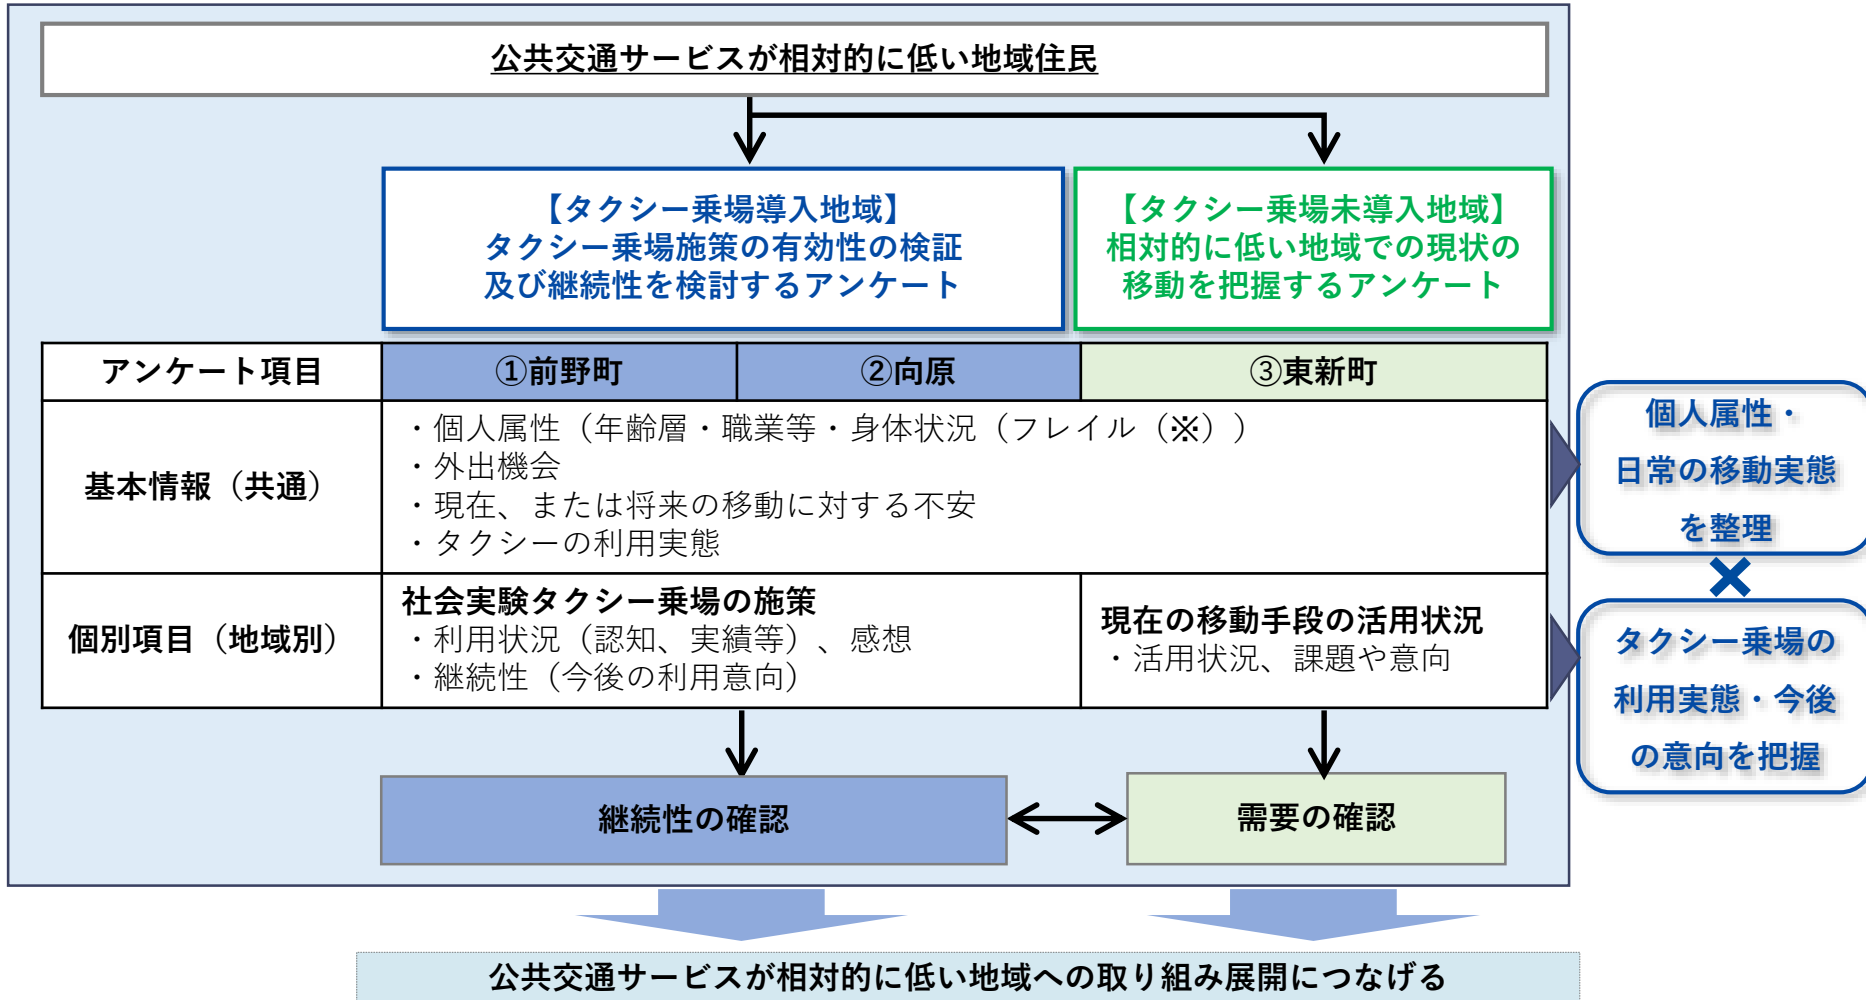 公共交通サービスが相対的に低い地域住民
【タクシー乗場導入地域】
タクシー乗場施策の有効性の検証
及び継続性を検討するアンケート
【タクシー乗場未導入地域】
相対的に低い地域での現状の
移動を把握するアンケート
アンケート項目
①前野町
②向原
③東新町
基本情報（共通）
・個人属性（年齢層・職業等・身体状況（フレイル（※））
・外出機会
・現在、または将来の移動に対する不安
・タクシーの利用実態
個人属性・
日常の移動実態
を整理
×
個別項目（地域別）
社会実験タクシー乗場の施策
・利用状況（認知、実績等）、感想
・継続性（今後の利用意向）
現在の移動手段の活用状況
・活用状況、課題や意向
タクシー乗場の
利用実態・今後
の意向を把握
継続性の確認
需要の確認
公共交通サービスが相対的に低い地域への取り組み展開につなげる